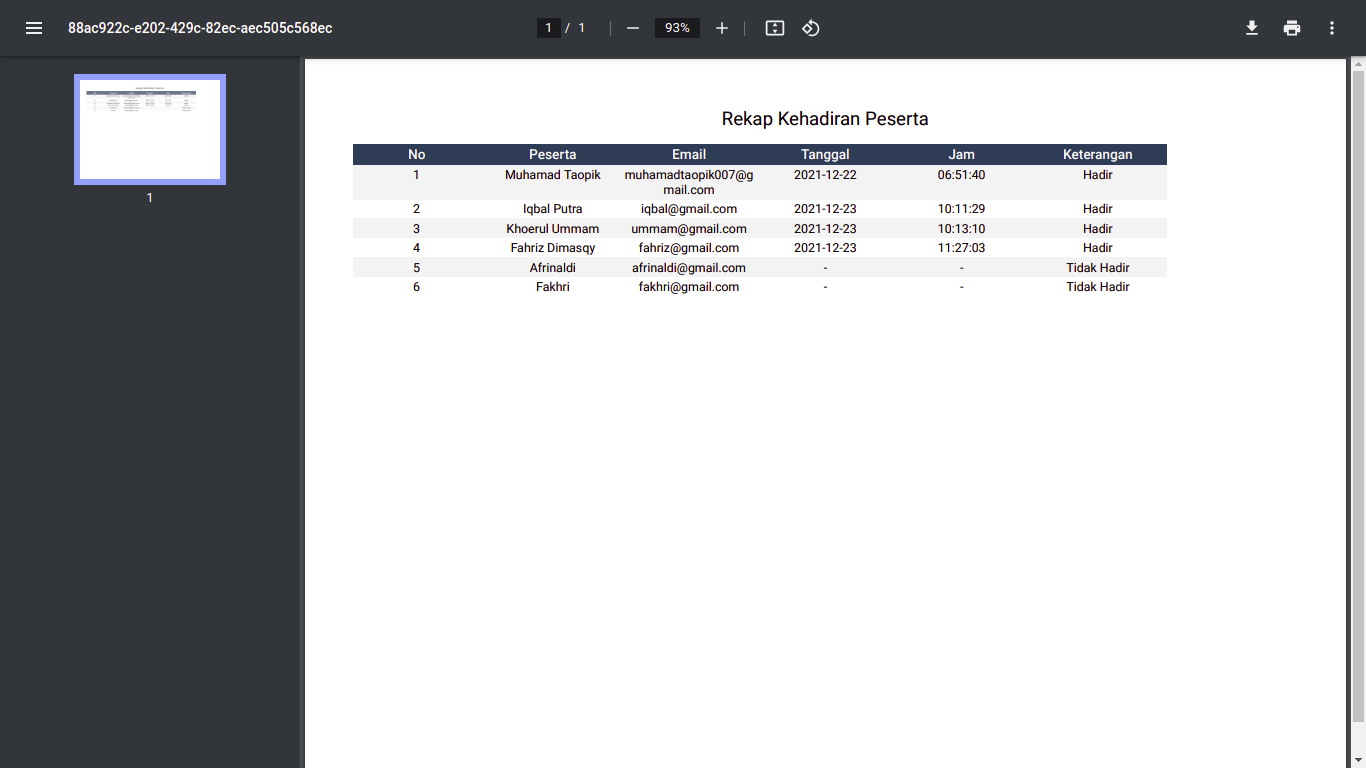 88ac922c-e202-429c-82ec-aec505c568ec 1 / 1 93%
1
Rekap Kehadiran Peserta
No Peserta Email Tanggal Jam Keterangan
1 Muhamad Taopik muhamadtaopik007@g 2021-12-22 06:51:40 Hadir
mail.com
2 Iqbal Putra iqbal@gmail.com 2021-12-23 10:11:29 Hadir
3 Khoerul Ummam ummam@gmail.com 2021-12-23 10:13:10 Hadir
4 Fahriz Dimasqy fahriz@gmail.com 2021-12-23 11:27:03 Hadir
5 Afrinaldi afrinaldi@gmail.com - - Tidak Hadir
6 Fakhri fakhri@gmail.com - - Tidak Hadir